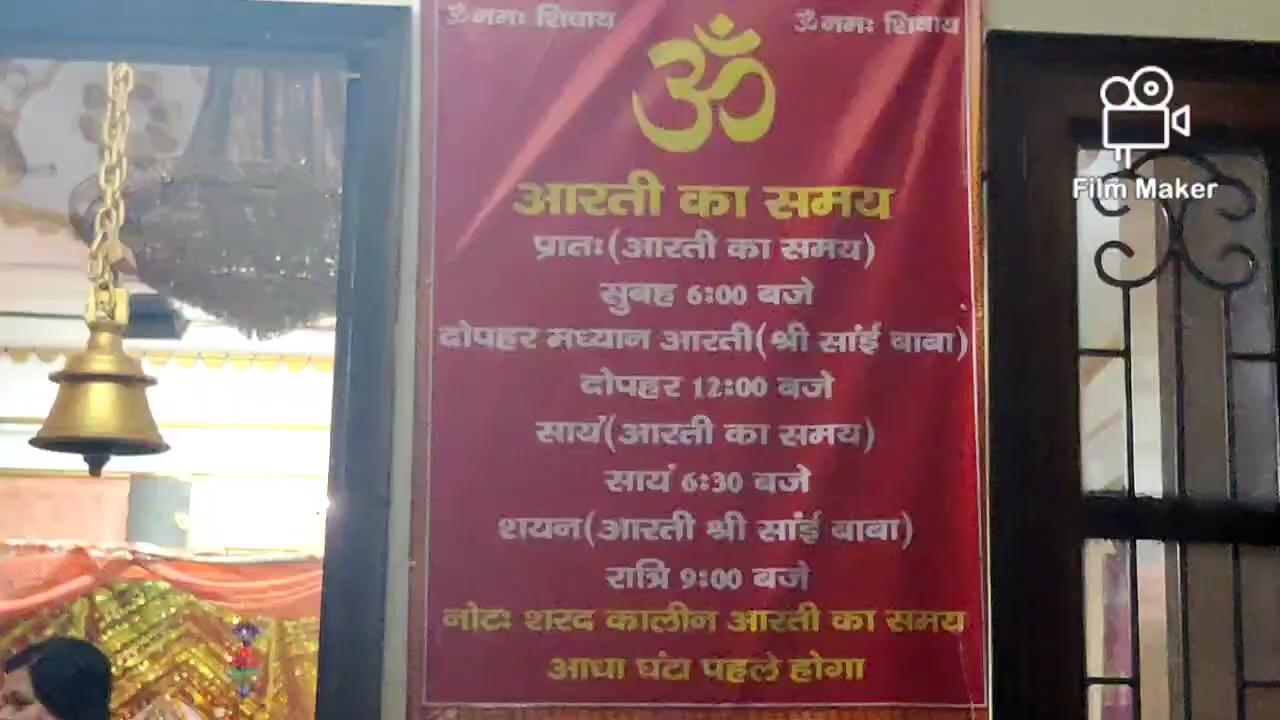 ॐ नमः शिवाय ॐ नमः शिवाय
ॐ
आरती का समय
प्रातः(आरती का समय)
सुबह 6:00 बजे
दोपहर मध्यान आरती(श्री सांई बाबा)
दोपहर 12:00 बजे
सायं(आरती का समय)
सायं 6:30 बजे
शयन(आरती श्री सांई बाबा)
रात्रि 9:00 बजे
नोटः शरद कालीन आरती का समय
आधा घंटा पहले होगा
Film Maker